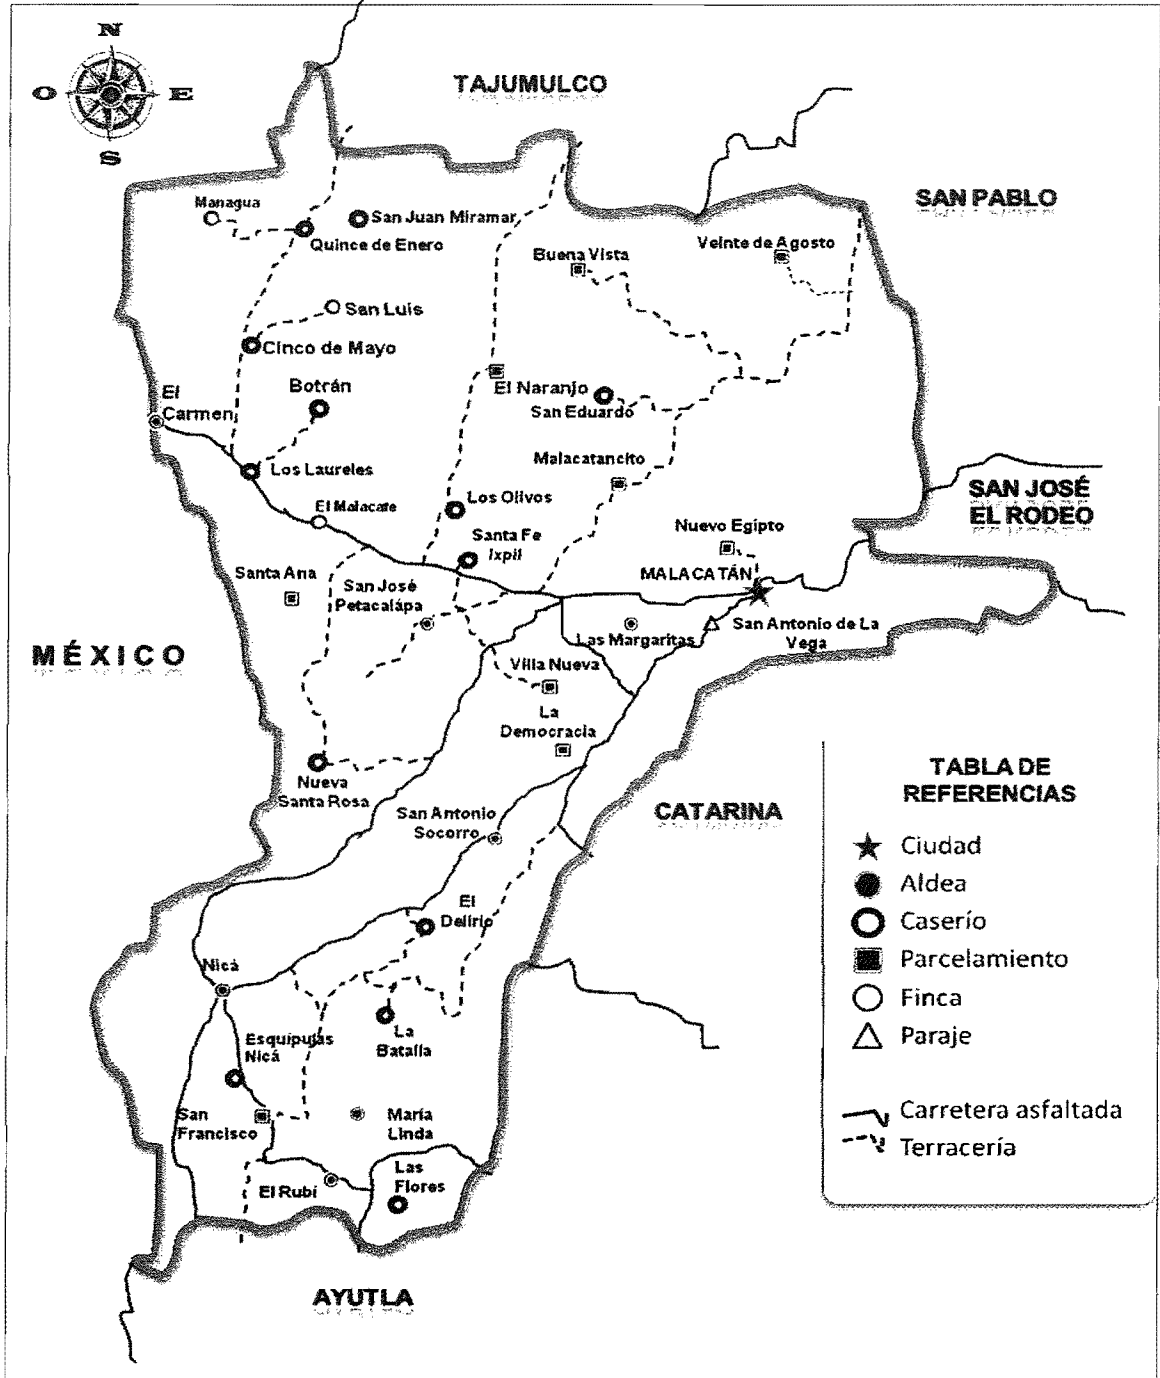 N
O
E
S
TAJUMULCO
SAN PABLO
Managua
San Juan Miramar
Quince de Enero
Buena Vista
Veinte de Agosto
San Luis
Cinco de Mayo
Botrán
El
Carmen
El Naranjo
San Eduardo
Los Laureles
Malacatancito
El Malacate
Los Olivos
SAN JOSÉ
EL RODEO
Santa Fe
Ixpil
Nuevo Egipto
Santa Ana
San José
Petacalápa
MALACATÁN
Las Margaritas
San Antonio de La
Vega
MÉXICO
Villa Nueva
La
Democracia
Nueva
Santa Rosa
San Antonio
Socorro
CATARINA
El
Delirio
Nicá
Esquipulas
Nicá
La
Batalla
San
Francisco
María
Linda
El Rubí
Las
Flores
AYUTLA
TABLA DE
REFERENCIAS
Ciudad
Aldea
Caserío
Parcelamiento
Finca
Paraje
Carretera asfaltada
Terracería